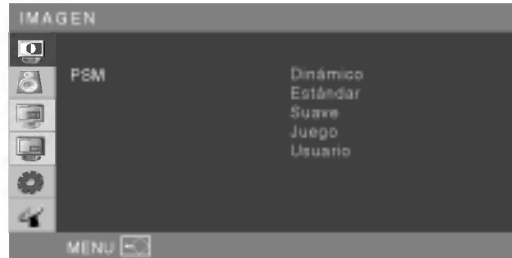 IMAGEN
PSM Dinámico
Estándar
Suave
Juego
Usuario
MENU